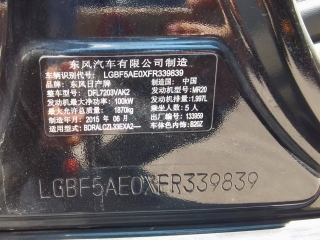 东风汽车有限公司制造
车辆识别代号: LGBF5AE0XFR339839
品牌: 东风日产牌 制造国: 中国
整车型号: DFL7203VAK2 发动机型号: MR20
发动机最大净功率: 100kW 发动机排量: 1.997L
最大允许总质量: 1870kg 乘坐人数: 5 人
制造年月: 2015 年 06 月 出厂编号: 133959
适用型号: BDRALCZL33EXA2—— 车体色内饰: B26Z
LGBF5AE0XFR339839